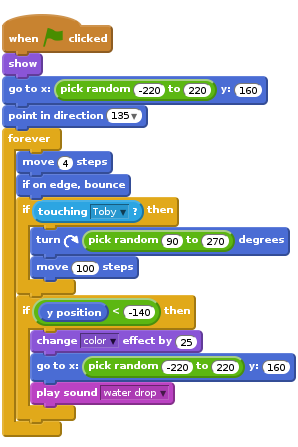 when clicked
show
go to x: pick random -220 to 220 y: 160
point in direction 135
forever
move 4 steps
if on edge, bounce
if touching Toby ? then
turn pick random 90 to 270 degrees
move 100 steps
if y position < -140 then
change color effect by 25
go to x: pick random -220 to 220 y: 160
play sound water drop